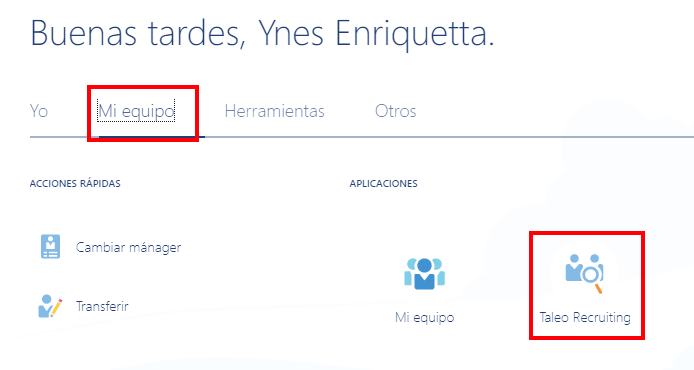 Buenas tardes, Ynes Enriquetta.
Yo Mi equipo Herramientas Otros
ACCIONES RÁPIDAS APLICACIONES
Cambiar mánager
Transferir
Mi equipo Taleo Recruiting